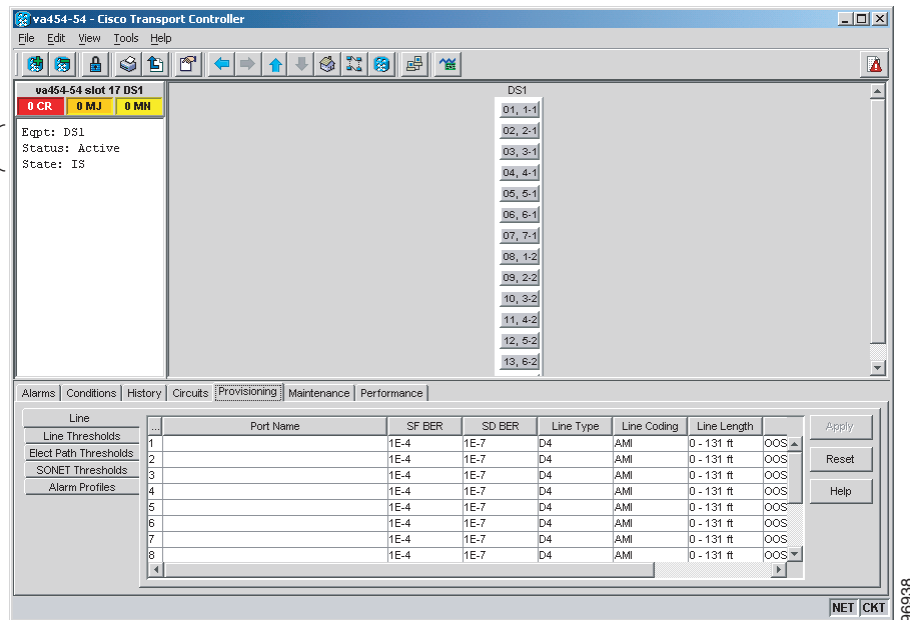 va454-54 - Cisco Transport Controller
File Edit View Tools Help
va454-54 slot 17 DS1
0 CR 0 MJ 0 MN
Eqpt: DS1
Status: Active
State: IS
DS1
01, 1-1
02, 2-1
03, 3-1
04, 4-1
05, 5-1
06, 6-1
07, 7-1
08, 1-2
09, 2-2
10, 3-2
11, 4-2
12, 5-2
13, 6-2
Alarms Conditions History Circuits Provisioning Maintenance Performance
Line
Line Thresholds
Elect Path Thresholds
SONET Thresholds
Alarm Profiles
... Port Name SF BER SD BER Line Type Line Coding Line Length
1 1E-4 1E-7 D4 AMI 0 - 131 ft OOS
2 1E-4 1E-7 D4 AMI 0 - 131 ft OOS
3 1E-4 1E-7 D4 AMI 0 - 131 ft OOS
4 1E-4 1E-7 D4 AMI 0 - 131 ft OOS
5 1E-4 1E-7 D4 AMI 0 - 131 ft OOS
6 1E-4 1E-7 D4 AMI 0 - 131 ft OOS
7 1E-4 1E-7 D4 AMI 0 - 131 ft OOS
8 1E-4 1E-7 D4 AMI 0 - 131 ft OOS
Apply
Reset
Help
NET CKT
96938